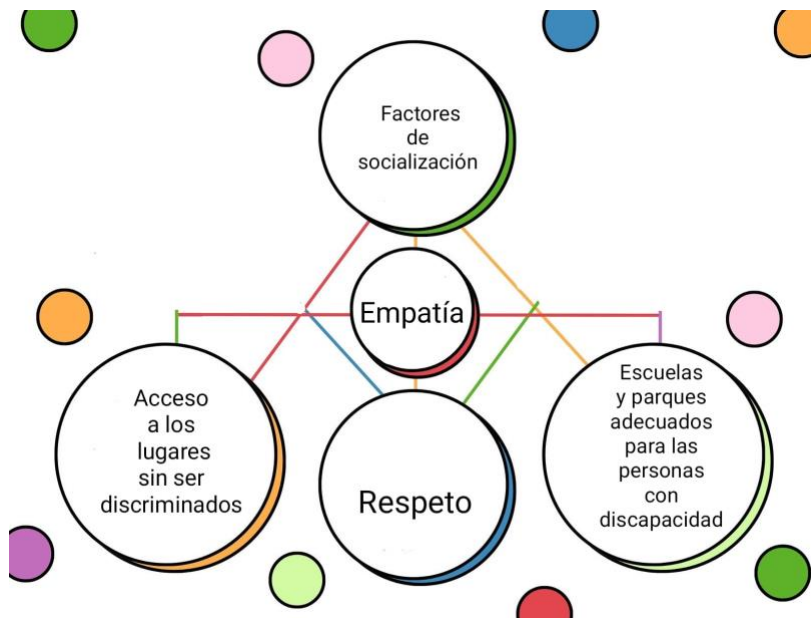 Factores
de
socialización
Empatía
Acceso
a los
lugares
sin ser
discriminados
Respeto
Escuelas
y parques
adecuados
para las
personas
con
discapacidad